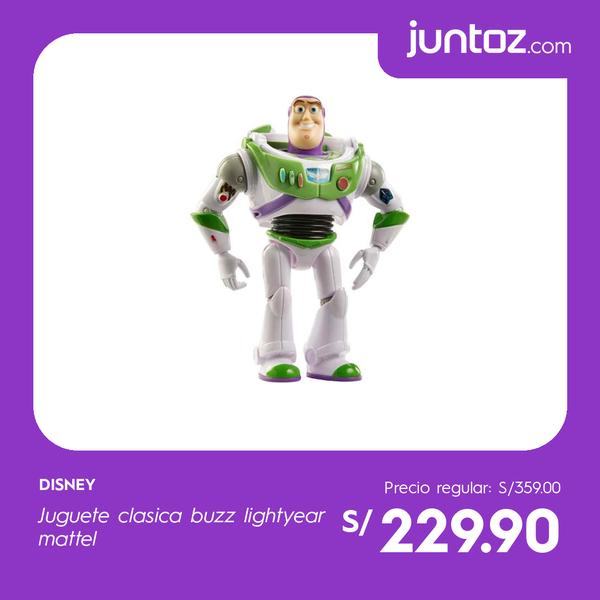 juntoz.com
DISNEY
Juguete clasica buzz lightyear
mattel
Precio regular: S/359.00
S/ 229.90